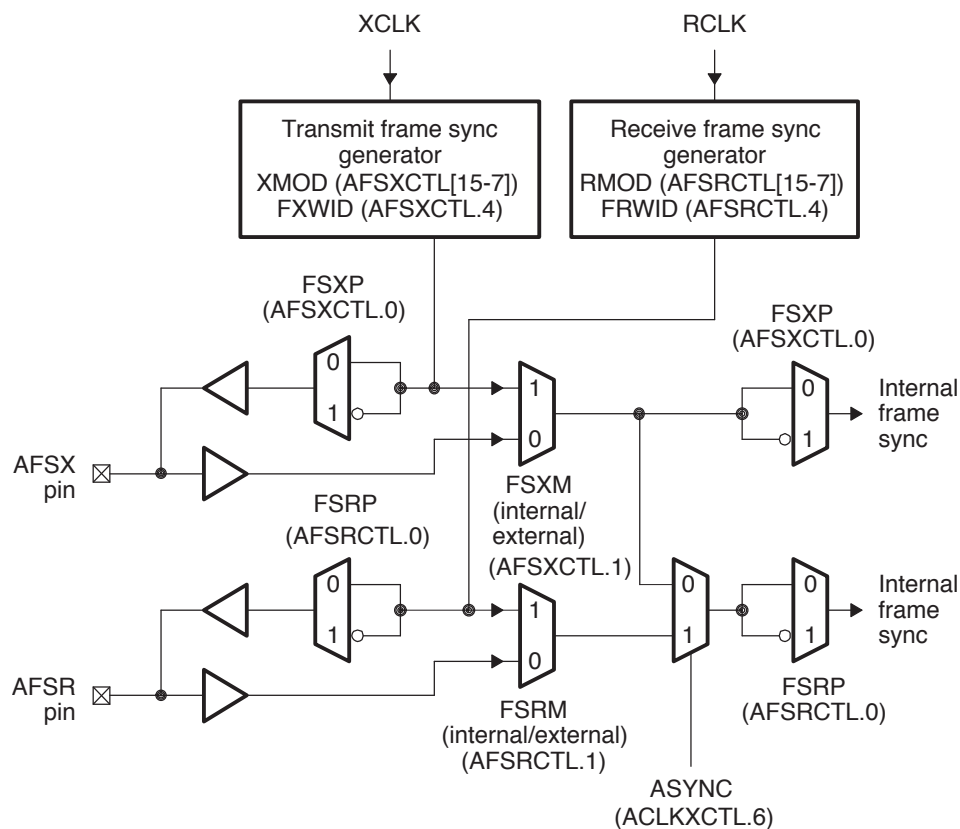 XCLK
RCLK
Transmit frame sync
generator
XMOD (AFSXCTL[15-7])
FXWID (AFSXCTL.4)
Receive frame sync
generator
RMOD (AFSRCTL[15-7])
FRWID (AFSRCTL.4)
FSXP
(AFSXCTL.0)
0
1
1
0
FSXP
(AFSXCTL.0)
0
1
Internal
frame
sync
AFSX
pin
FSXM
(internal/
external)
(AFSXCTL.1)
FSRP
(AFSRCTL.0)
0
1
1
0
0
1
0
1
Internal
frame
sync
AFSR
pin
FSRM
(internal/external)
(AFSRCTL.1)
FSRP
(AFSRCTL.0)
ASYNC
(ACLKXCTL.6)